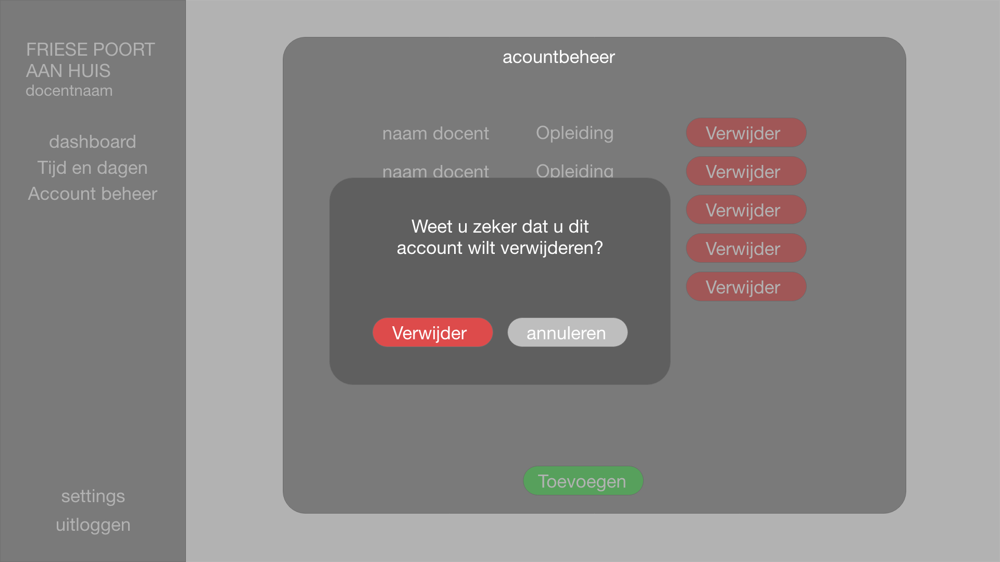 FRIESE POORT
AAN HUIS
docentnaam
dashboard
Tijd en dagen
Account beheer
settings
uitloggen
acountbeheer
naam docent Opleiding Verwijder
naam docent Opleiding Verwijder
Verwijder
Verwijder
Verwijder
Weet u zeker dat u dit
account wilt verwijderen?
Verwijder annuleren
Toevoegen